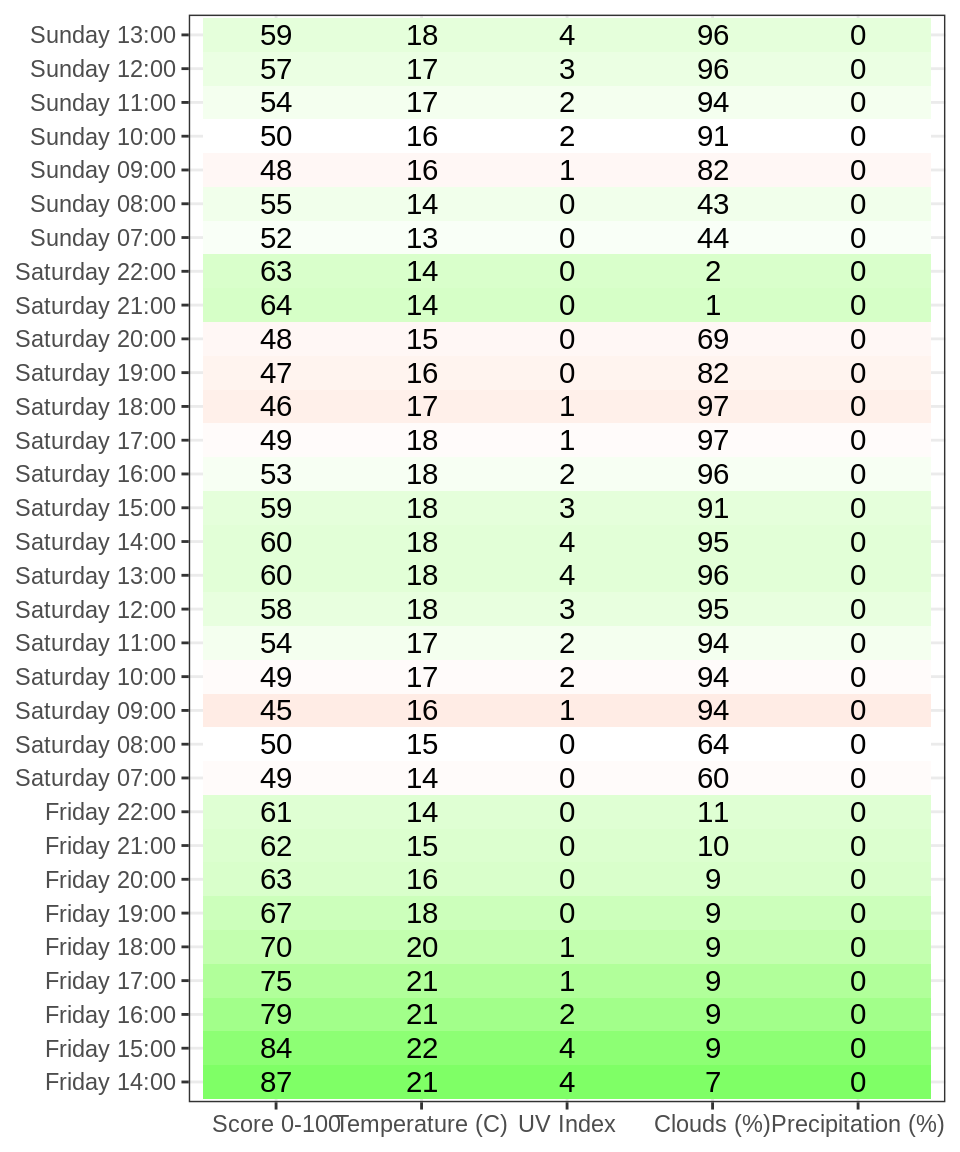 Sunday 13:00 59 18 4 96 0
Sunday 12:00 57 17 3 96 0
Sunday 11:00 54 17 2 94 0
Sunday 10:00 50 16 2 91 0
Sunday 09:00 48 16 1 82 0
Sunday 08:00 55 14 0 43 0
Sunday 07:00 52 13 0 44 0
Saturday 22:00 63 14 0 2 0
Saturday 21:00 64 14 0 1 0
Saturday 20:00 48 15 0 69 0
Saturday 19:00 47 16 0 82 0
Saturday 18:00 46 17 1 97 0
Saturday 17:00 49 18 1 97 0
Saturday 16:00 53 18 2 96 0
Saturday 15:00 59 18 3 91 0
Saturday 14:00 60 18 4 95 0
Saturday 13:00 60 18 4 96 0
Saturday 12:00 58 18 3 95 0
Saturday 11:00 54 17 2 94 0
Saturday 10:00 49 17 2 94 0
Saturday 09:00 45 16 1 94 0
Saturday 08:00 50 15 0 64 0
Saturday 07:00 49 14 0 60 0
Friday 22:00 61 14 0 11 0
Friday 21:00 62 15 0 10 0
Friday 20:00 63 16 0 9 0
Friday 19:00 67 18 0 9 0
Friday 18:00 70 20 1 9 0
Friday 17:00 75 21 1 9 0
Friday 16:00 79 21 2 9 0
Friday 15:00 84 22 4 9 0
Friday 14:00 87 21 4 7 0
Score 0-100 Temperature (C) UV Index Clouds (%) Precipitation (%)